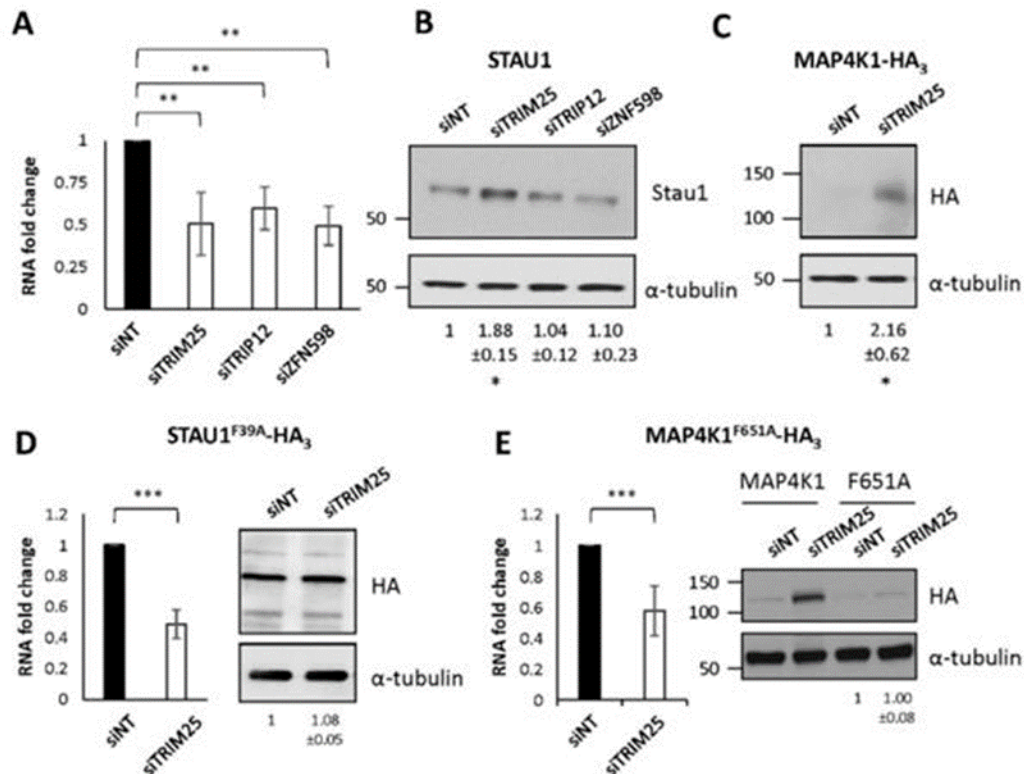 A
**
**
**
RNA fold change
1
0.75
0.5
0.25
0
siNT
siTRIM25
siTRIP12
siZFN598
B
STAU1
siNT
siTRIM25
siTRIP12
siZNF598
50
Stau1
50
α-tubulin
1 1.88 1.04 1.10
±0.15 ±0.12 ±0.23
*
C
MAP4K1-HA3
siNT
siTRIM25
150
100
HA
50
α-tubulin
1 2.16
±0.62
*
D
STAU1F39A-HA3
***
RNA fold change
1.2
1
0.8
0.6
0.4
0.2
0
siNT
siTRIM25
siNT
siTRIM25
HA
α-tubulin
1 1.08
±0.05
E
MAP4K1F651A-HA3
***
RNA fold change
1.2
1
0.8
0.6
0.4
0.2
0
siNT
siTRIM25
MAP4K1 F651A
siNT
siTRIM25
siNT
siTRIM25
150
100
HA
50
α-tubulin
1 1.00
±0.08